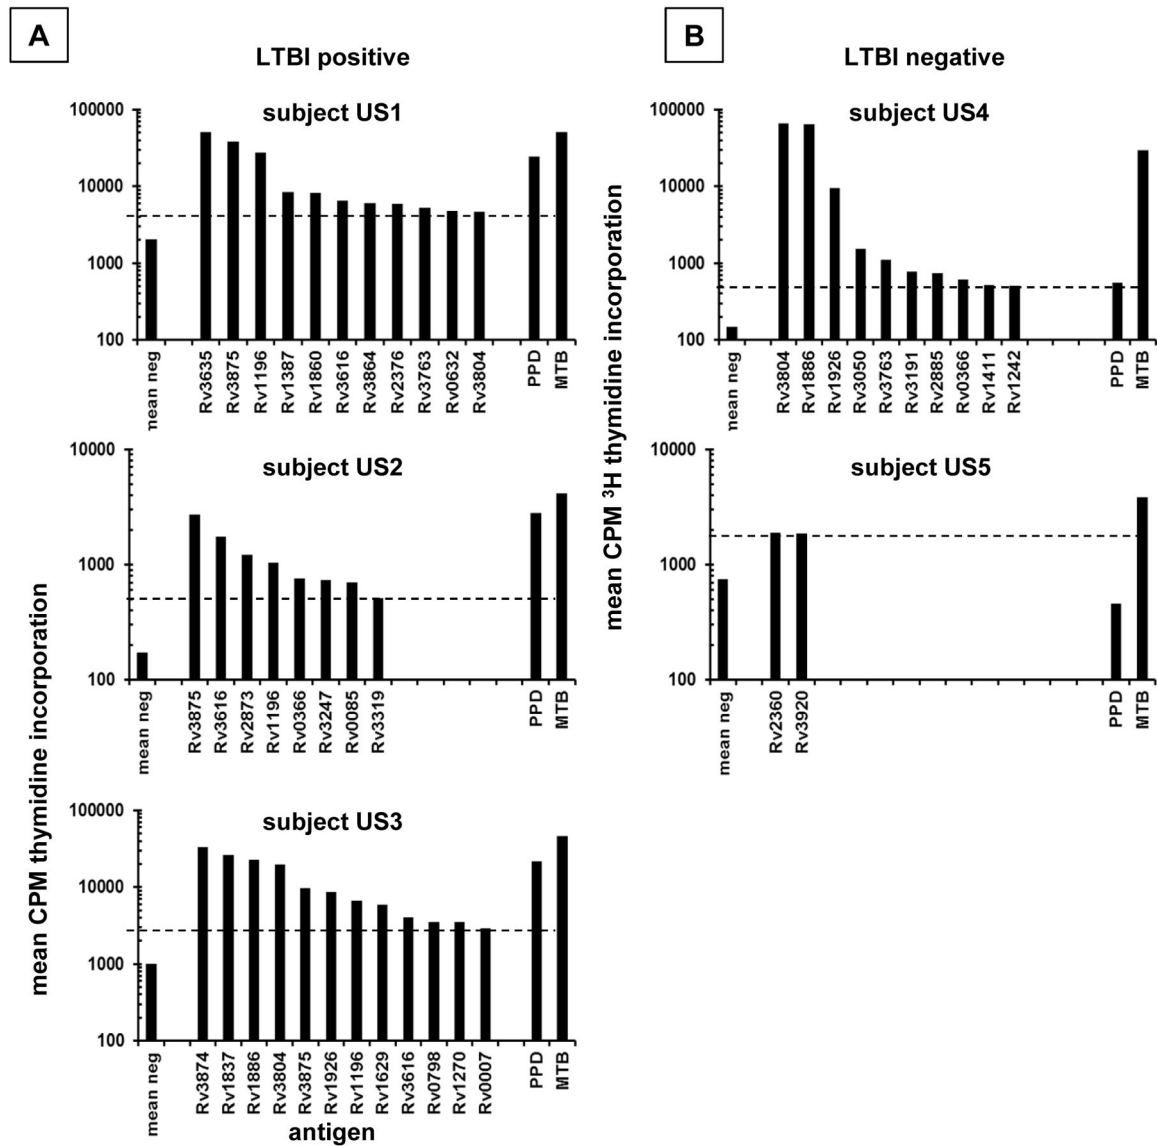 A
LTBI positive
subject US1
100000
10000
1000
100
mean neg
Rv3635
Rv3875
Rv1196
Rv1387
Rv1860
Rv3616
Rv3864
Rv2376
Rv3763
Rv0632
Rv3804
PPD
MTB
subject US2
10000
1000
100
mean neg
Rv3875
Rv3616
Rv2873
Rv1196
Rv0366
Rv3247
Rv0085
Rv3319
PPD
MTB
subject US3
100000
10000
1000
100
mean neg
Rv3874
Rv1837
Rv1886
Rv3804
Rv3875
Rv1926
Rv1196
Rv1629
Rv3616
Rv0798
Rv1270
Rv0007
PPD
MTB
antigen
mean CPM thymidine incorporation
B
LTBI negative
subject US4
100000
10000
1000
100
mean neg
Rv3804
Rv1886
Rv1926
Rv3050
Rv3763
Rv3191
Rv2885
Rv0366
Rv1411
Rv1242
PPD
MTB
subject US5
10000
1000
100
mean neg
Rv2360
Rv3920
PPD
MTB
mean CPM ³H thymidine incorporation